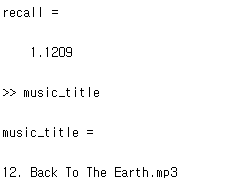 recall =
1.1209
>> music_title
music_title =
12. Back To The Earth.mp3